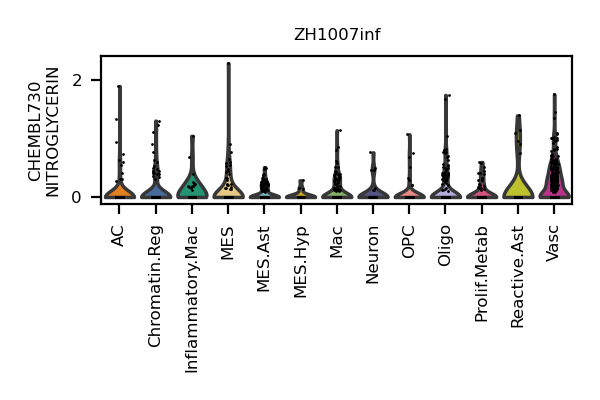 ZH1007inf
CHEMBL730
NITROGLYCERIN
2
0
AC
Chromatin.Reg
Inflammatory.Mac
MES
MES.Ast
MES.Hyp
Mac
Neuron
OPC
Oligo
Prolif.Metab
Reactive.Ast
Vasc